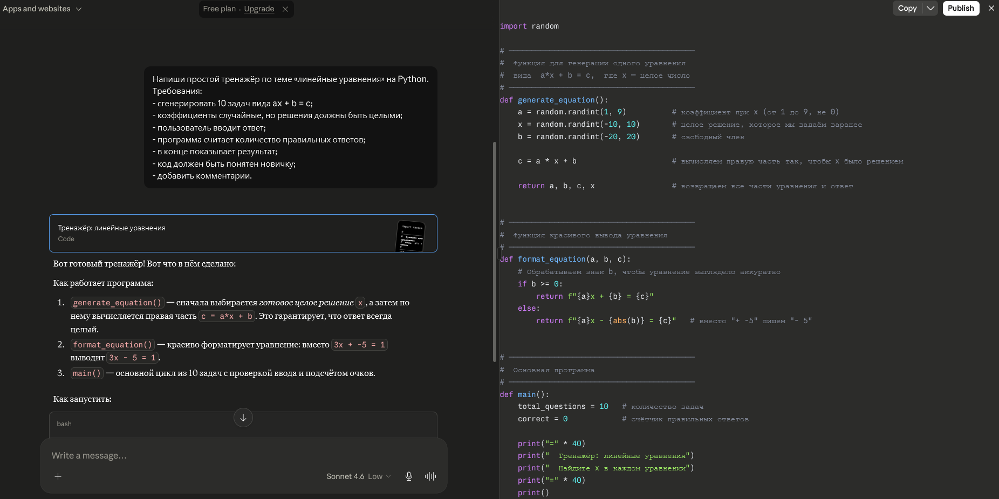 Apps and websites
Free plan · Upgrade
Напиши простой тренажёр по теме «линейные уравнения» на Python.
Требования:
- сгенерировать 10 задач вида ax + b = c;
- коэффициенты случайные, но решения должны быть целыми;
- пользователь вводит ответ;
- программа считает количество правильных ответов;
- в конце показывает результат;
- код должен быть понятен новичку;
- добавить комментарии.
Тренажёр: линейные уравнения
Code
Вот готовый тренажёр! Вот что в нём сделано:
Как работает программа:
1. generate_equation() — сначала выбирается готовое целое решение x, а затем по
нему вычисляется правая часть c = a*x + b. Это гарантирует, что ответ всегда
целый.
2. format_equation() — красиво форматирует уравнение: вместо 3x + -5 = 1
выводит 3x - 5 = 1.
3. main() — основной цикл из 10 задач с проверкой ввода и подсчётом очков.
Как запустить:
bash
Write a message…
Sonnet 4.6 Low
Copy
Publish
import random
# ─────────────────────────────────────────
#  Функция для генерации одного уравнения
#  вида  a*x + b = c,  где x — целое число
# ─────────────────────────────────────────
def generate_equation():
    a = random.randint(1, 9)          # коэффициент при x (от 1 до 9, не 0)
    x = random.randint(-10, 10)       # целое решение, которое мы задаём заранее
    b = random.randint(-20, 20)       # свободный член
    c = a * x + b                     # вычисляем правую часть так, чтобы x было решением
    return a, b, c, x                 # возвращаем все части уравнения и ответ
# ─────────────────────────────────────────
#  Функция красивого вывода уравнения
# ─────────────────────────────────────────
def format_equation(a, b, c):
    # Обрабатываем знак b, чтобы уравнение выглядело аккуратно
    if b >= 0:
        return f"{a}x + {b} = {c}"
    else:
        return f"{a}x - {abs(b)} = {c}"   # вместо "+ -5" пишем "- 5"
# ─────────────────────────────────────────
#  Основная программа
# ─────────────────────────────────────────
def main():
    total_questions = 10   # количество задач
    correct = 0            # счётчик правильных ответов
    print("=" * 40)
    print("  Тренажёр: линейные уравнения")
    print("  Найдите x в каждом уравнении")
    print("=" * 40)
    print()